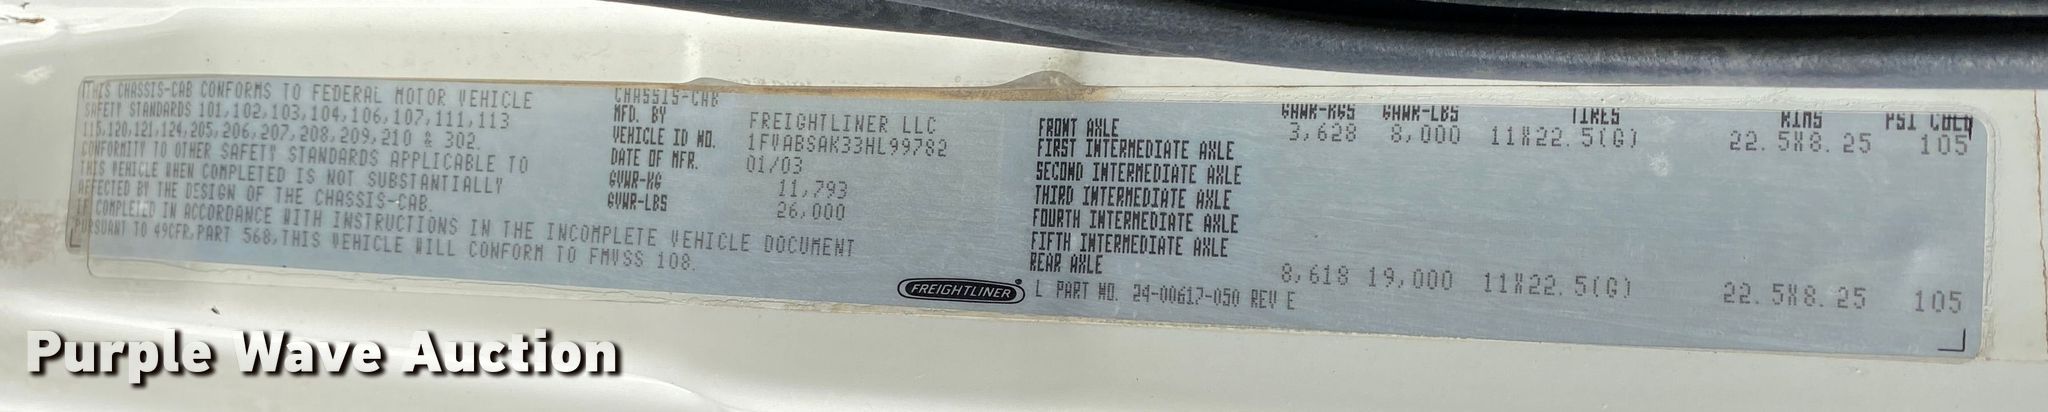 THIS CHASSIS-CAB CONFORMS TO FEDERAL MOTOR VEHICLE
SAFETY STANDARDS 101,102,103,104,106,107,111,113
115,120,121,124,205,206,207,208,209,210 & 302.
CONFORMITY TO OTHER SAFETY STANDARDS APPLICABLE TO
THIS VEHICLE WHEN COMPLETED IS NOT SUBSTANTIALLY
AFFECTED BY THE DESIGN OF THE CHASSIS-CAB.
IF COMPLETED IN ACCORDANCE WITH INSTRUCTIONS IN THE INCOMPLETE VEHICLE DOCUMENT
PURSUANT TO 49CFR,PART 568,THIS VEHICLE WILL CONFORM TO FMVSS 108.
CHASSIS-CAB
MFD. BY FREIGHTLINER LLC
VEHICLE ID NO. 1FVABSAK33HL99782
DATE OF MFR. 01/03
GVWR-KG 11,793
GVWR-LBS 26,000
GAWR-KGS GAWR-LBS TIRES RIMS PSI COLD
FRONT AXLE 3,628 8,000 11X22.5(G) 22.5X8.25 105
FIRST INTERMEDIATE AXLE
SECOND INTERMEDIATE AXLE
THIRD INTERMEDIATE AXLE
FOURTH INTERMEDIATE AXLE
FIFTH INTERMEDIATE AXLE
REAR AXLE 8,618 19,000 11X22.5(G) 22.5X8.25 105
FREIGHTLINER L PART NO. 24-00617-050 REV E
Purple Wave Auction